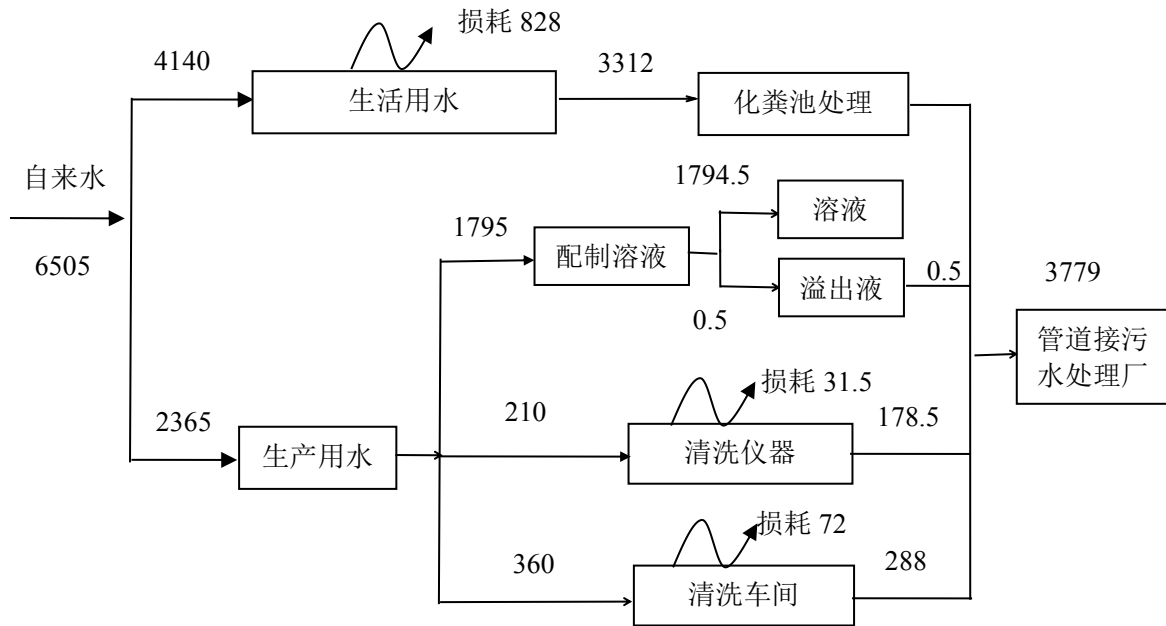 损耗 828
4140
3312
生活用水
化粪池处理
自来水
6505
1794.5
溶液
1795
配制溶液
溢出液
0.5
0.5
3779
管道接污
水处理厂
损耗 31.5
2365
210
178.5
生产用水
清洗仪器
损耗 72
360
288
清洗车间